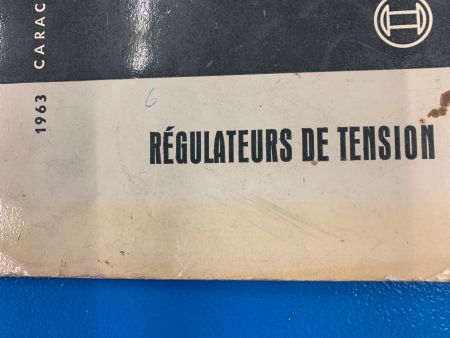 1963 CARAC
6
RÉGULATEURS DE TENSION